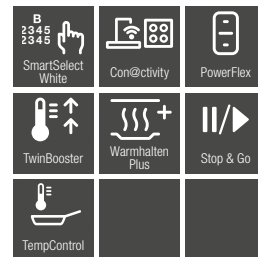 B
2345
2345
SmartSelect
White
Con@ctivity
PowerFlex
TwinBooster
Warmhalten
Plus
Stop & Go
TempControl